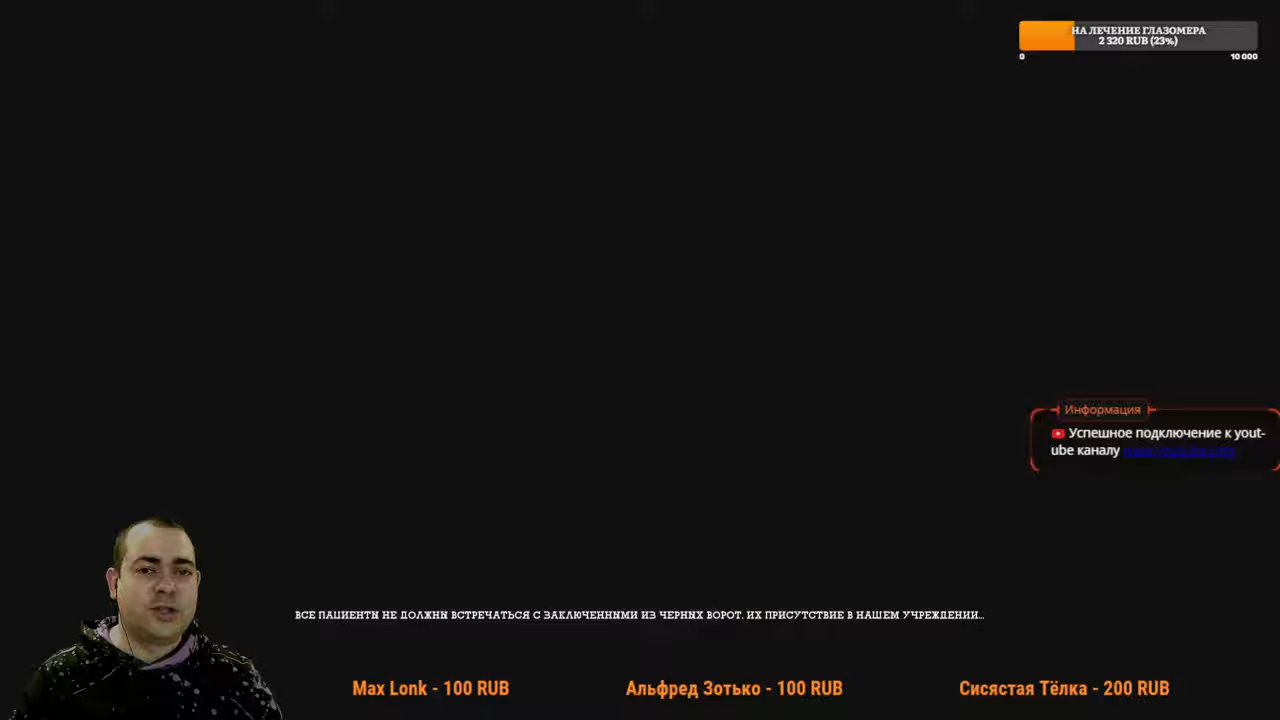 НА ЛЕЧЕНИЕ ГЛАЗОМЕРА
2 320 RUB (23%)
0 10 000
Информация
Успешное подключение к yout-
ube каналу
ВСЕ ПАЦИЕНТЫ НЕ ДОЛЖНЫ ВСТРЕЧАТЬСЯ С ЗАКЛЮЧЕННЫМИ ИЗ ЧЕРНЫХ ВОРОТ. ИХ ПРИСУТСТВИЕ В НАШЕМ УЧРЕЖДЕНИИ...
Max Lonk - 100 RUB Альфред Зотько - 100 RUB Сисястая Тёлка - 200 RUB